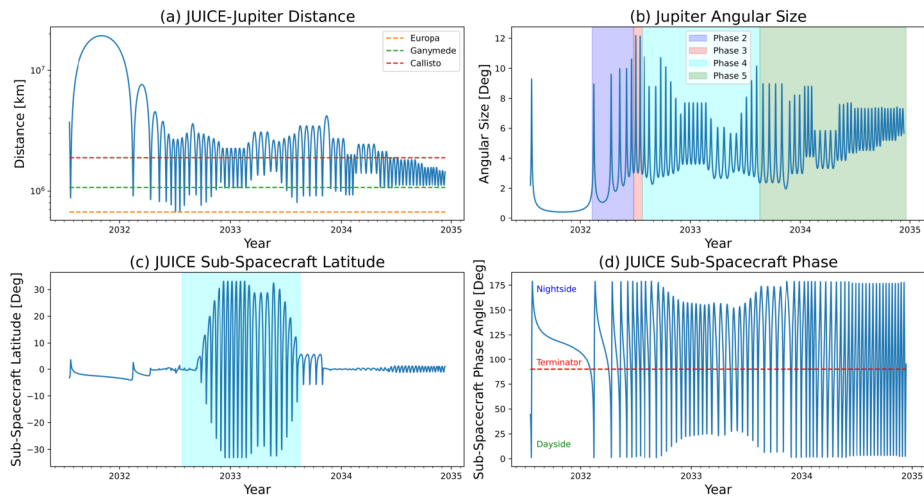 (a) JUICE-Jupiter Distance
Distance [km]
10⁷
10⁶
Europa
Ganymede
Callisto
2032
2033
2034
2035
Year
(b) Jupiter Angular Size
Angular Size [Deg]
12
10
8
6
4
2
0
Phase 2
Phase 3
Phase 4
Phase 5
2032
2033
2034
2035
Year
(c) JUICE Sub-Spacecraft Latitude
Sub-Spacecraft Latitude [Deg]
30
20
10
0
−10
−20
−30
2032
2033
2034
2035
Year
(d) JUICE Sub-Spacecraft Phase
Sub-Spacecraft Phase Angle [Deg]
175
150
125
100
75
50
25
0
Nightside
Terminator
Dayside
2032
2033
2034
2035
Year